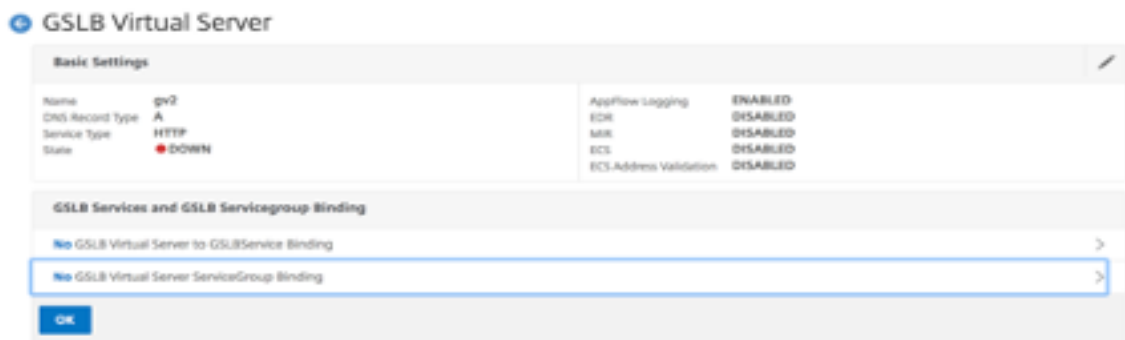 GSLB Virtual Server
Basic Settings
Name gv2
DNS Record Type A
Service Type HTTP
State DOWN
AppFlow Logging ENABLED
EDR DISABLED
MIR DISABLED
ECS DISABLED
ECS Address Validation DISABLED
GSLB Services and GSLB Servicegroup Binding
No GSLB Virtual Server to GSLBService Binding
No GSLB Virtual Server ServiceGroup Binding
OK